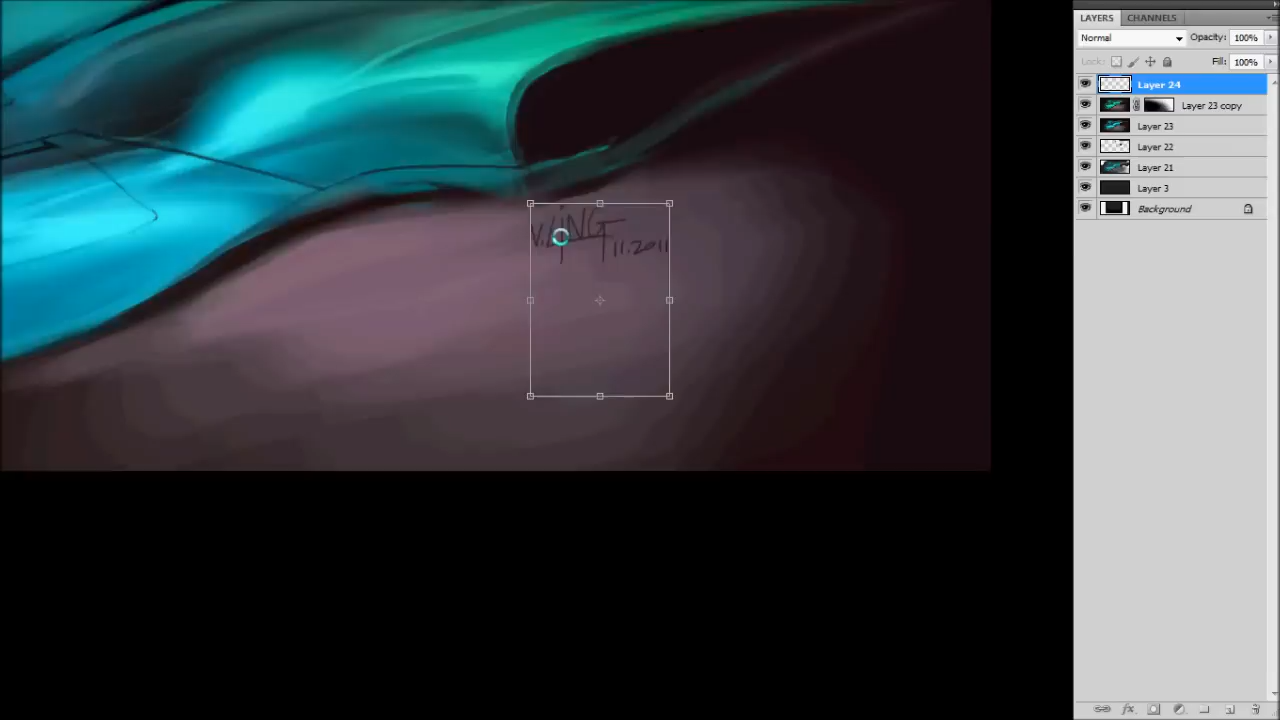 LAYERS CHANNELS
Normal Opacity: 100%
Lock: Fill: 100%
Layer 24
Layer 23 copy
Layer 23
Layer 22
Layer 21
Layer 3
Background
fx
11.2011